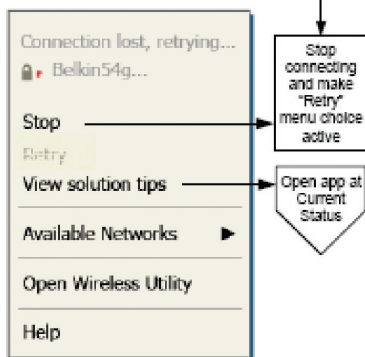 Connection lost, retrying...
Belkin54g...
Stop
Retry
View solution tips
Available Networks
Open Wireless Utility
Help
Stop
connecting
and make
"Retry"
menu choice
active
Open app at
Current
Status